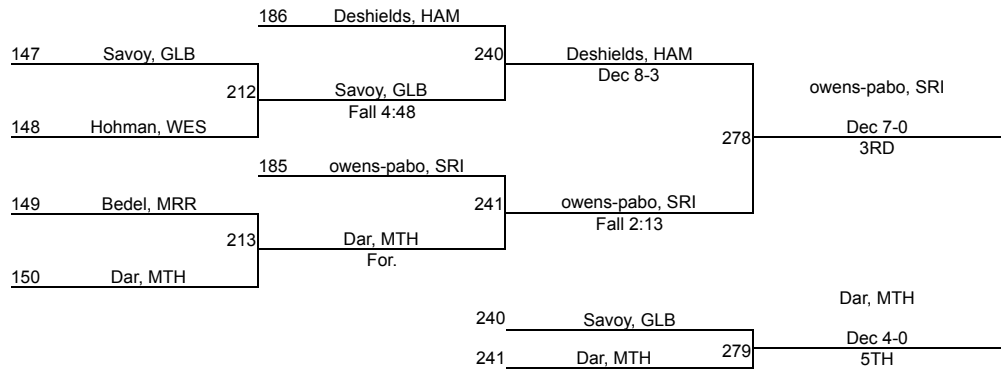 186 Deshields, HAM
147 Savoy, GLB
240 Deshields, HAM
Dec 8-3
owens-pabo, SRI
212 Savoy, GLB
Fall 4:48
148 Hohman, WES
278 Dec 7-0
3RD
185 owens-pabo, SRI
149 Bedel, MRR
241 owens-pabo, SRI
Fall 2:13
213 Dar, MTH
For.
150 Dar, MTH
Dar, MTH
240 Savoy, GLB
Dec 4-0
241 Dar, MTH
279 5TH